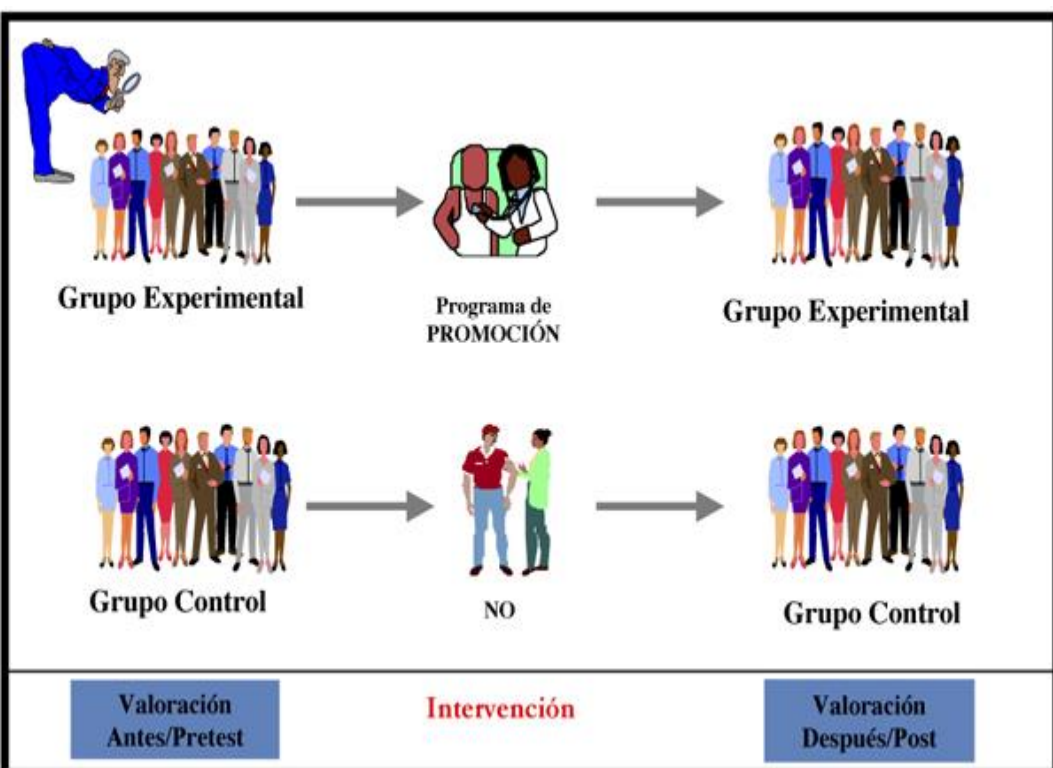 Grupo Experimental
Programa de
PROMOCIÓN
Grupo Experimental
Grupo Control
NO
Grupo Control
Valoración
Antes/Pretest
Intervención
Valoración
Después/Post